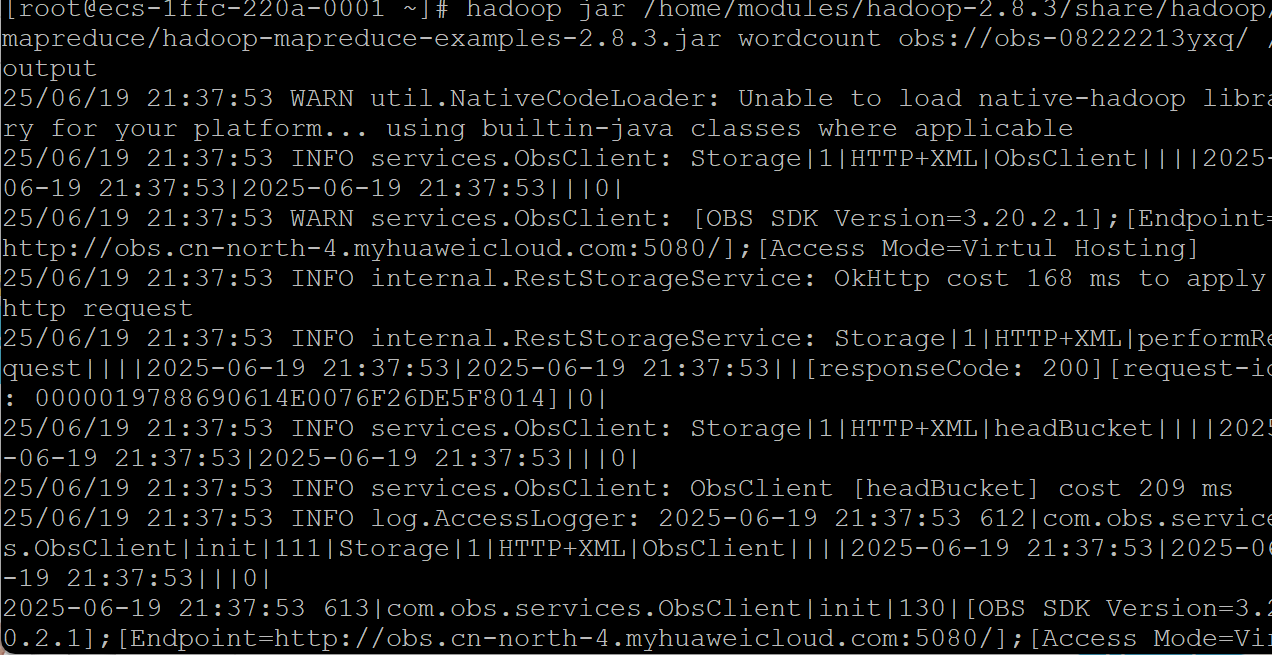 [root@ecs-1ffc-220a-0001 ~]# hadoop jar /home/modules/hadoop-2.8.3/share/hadoop/
mapreduce/hadoop-mapreduce-examples-2.8.3.jar wordcount obs://obs-08222213yxq/ /
output
25/06/19 21:37:53 WARN util.NativeCodeLoader: Unable to load native-hadoop libra
ry for your platform... using builtin-java classes where applicable
25/06/19 21:37:53 INFO services.ObsClient: Storage|1|HTTP+XML|ObsClient||||2025-
06-19 21:37:53|2025-06-19 21:37:53|||0|
25/06/19 21:37:53 WARN services.ObsClient: [OBS SDK Version=3.20.2.1];[Endpoint=
http://obs.cn-north-4.myhuaweicloud.com:5080/];[Access Mode=Virtul Hosting]
25/06/19 21:37:53 INFO internal.RestStorageService: OkHttp cost 168 ms to apply
http request
25/06/19 21:37:53 INFO internal.RestStorageService: Storage|1|HTTP+XML|performRe
quest||||2025-06-19 21:37:53|2025-06-19 21:37:53||[responseCode: 200][request-id
: 0000019788690614E0076F26DE5F8014]|0|
25/06/19 21:37:53 INFO services.ObsClient: Storage|1|HTTP+XML|headBucket||||2025
-06-19 21:37:53|2025-06-19 21:37:53|||0|
25/06/19 21:37:53 INFO services.ObsClient: ObsClient [headBucket] cost 209 ms
25/06/19 21:37:53 INFO log.AccessLogger: 2025-06-19 21:37:53 612|com.obs.service
s.ObsClient|init|111|Storage|1|HTTP+XML|ObsClient||||2025-06-19 21:37:53|2025-06
-19 21:37:53|||0|
2025-06-19 21:37:53 613|com.obs.services.ObsClient|init|130|[OBS SDK Version=3.2
0.2.1];[Endpoint=http://obs.cn-north-4.myhuaweicloud.com:5080/];[Access Mode=Vir